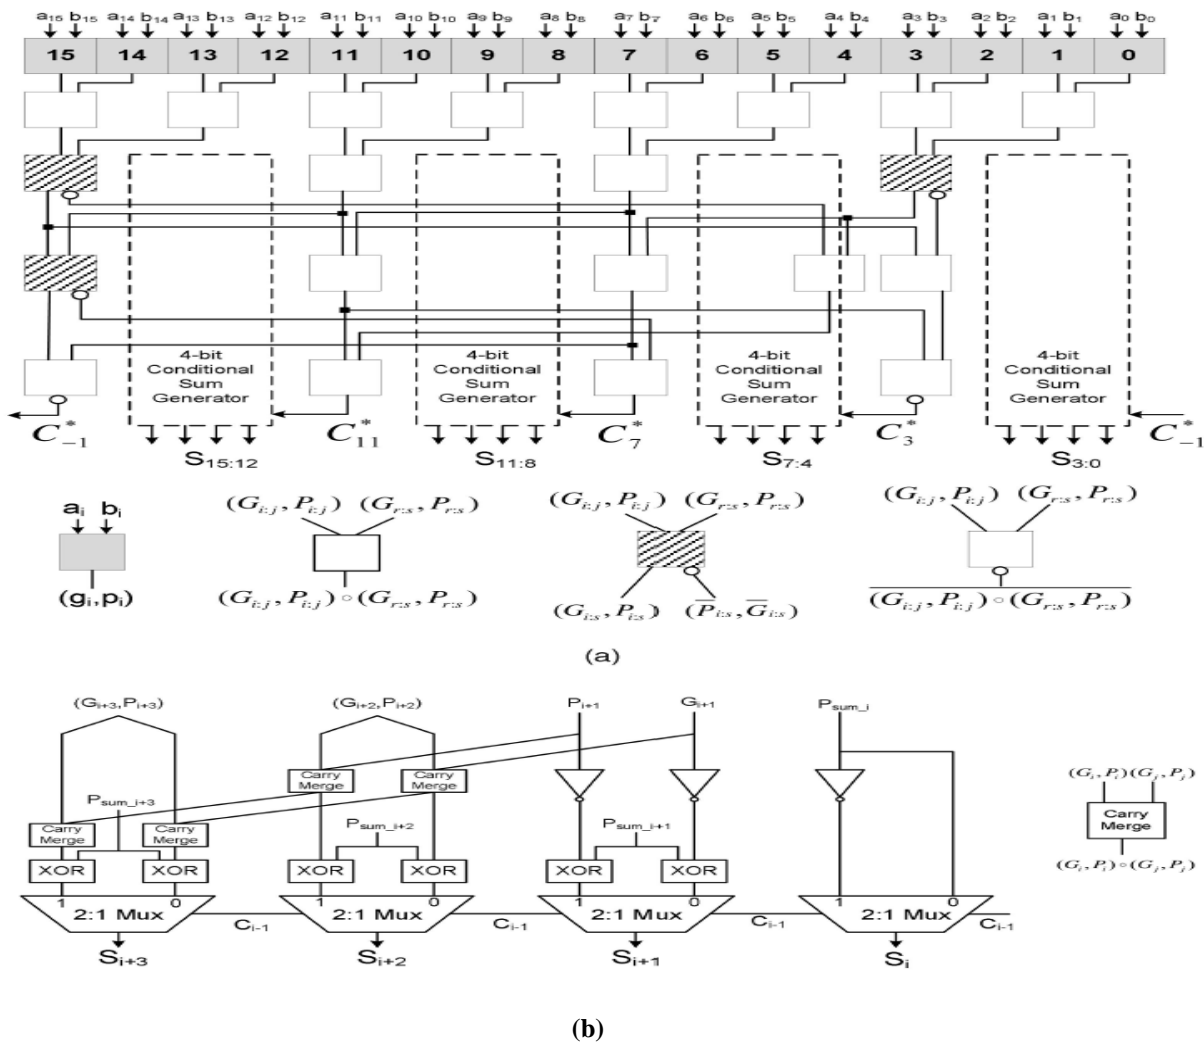 a15 b15 a14 b14 a13 b13 a12 b12 a11 b11 a10 b10 a9 b9 a8 b8 a7 b7 a6 b6 a5 b5 a4 b4 a3 b3 a2 b2 a1 b1 a0 b0
15 14 13 12 11 10 9 8 7 6 5 4 3 2 1 0
4-bit Conditional Sum Generator
4-bit Conditional Sum Generator
4-bit Conditional Sum Generator
4-bit Conditional Sum Generator
C*-1 C*11 C*7 C*3 C*-1
S15:12 S11:8 S7:4 S3:0
ai bi
(gi,pi)
(Gi:j, Pi:j) (Gr:s, Pr:s)
(Gi:j, Pi:j) ∘ (Gr:s, Pr:s)
(Gi:j, Pi:j) (Gr:s, Pr:s)
(Gi:s, Pi:s) (P̅i:s, G̅i:s)
(Gi:j, Pi:j) (Gr:s, Pr:s)
(Gi:j, Pi:j) ∘ (Gr:s, Pr:s)
(a)
(Gi+3,Pi+3) (Gi+2,Pi+2) Pi+1 Gi+1 Psum_i
Carry Merge Carry Merge
(Gi, Pi)(Gj, Pj)
Carry Merge
(Gi, Pi)∘(Gj, Pj)
Psum_i+3
Carry Merge Carry Merge
Psum_i+2 Psum_i+1
XOR XOR XOR XOR XOR XOR
1 0 1 0 1 0 1 0
2:1 Mux 2:1 Mux 2:1 Mux 2:1 Mux
Ci-1 Ci-1 Ci-1 Ci-1
Si+3 Si+2 Si+1 Si
(b)